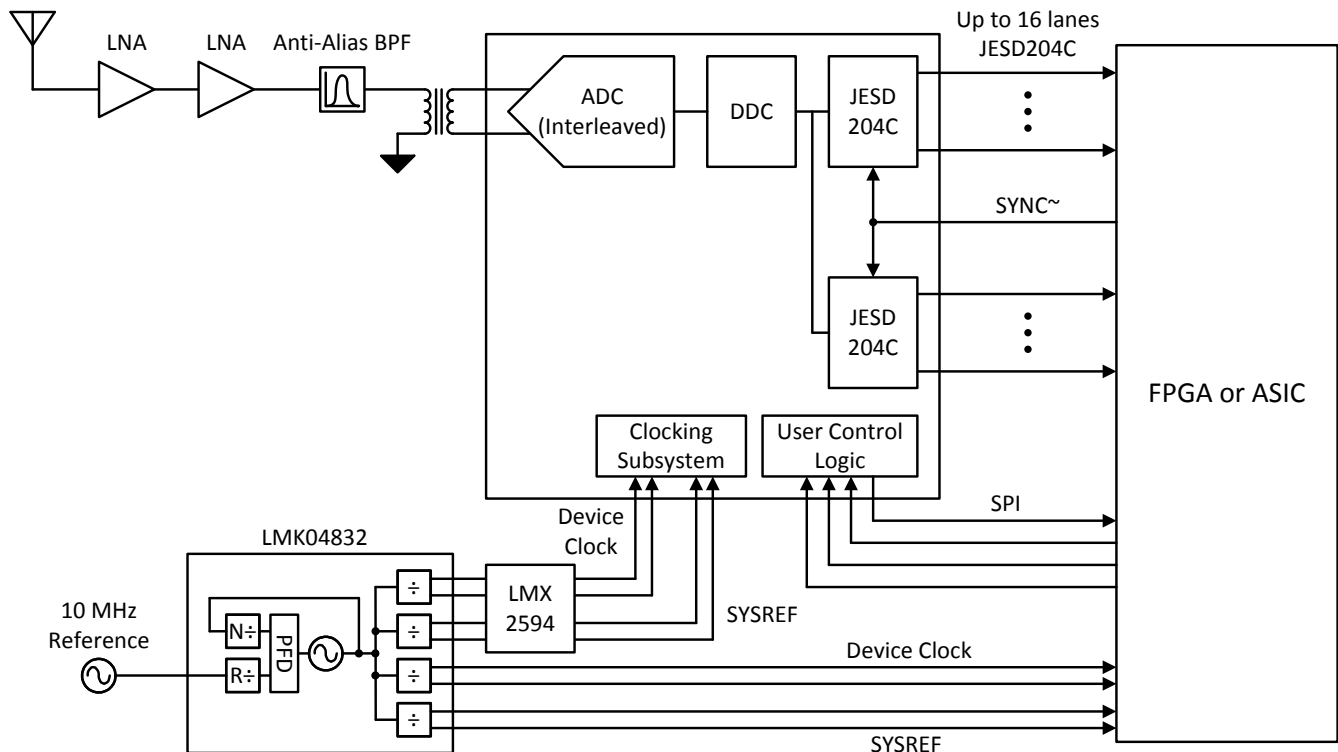 LNA
LNA
Anti-Alias BPF
ADC
(Interleaved)
DDC
JESD
204C
Up to 16 lanes
JESD204C
SYNC~
JESD
204C
FPGA or ASIC
Clocking
Subsystem
User Control
Logic
SPI
Device
Clock
LMK04832
10 MHz
Reference
N÷
R÷
PFD
÷
÷
÷
÷
LMX
2594
SYSREF
Device Clock
SYSREF